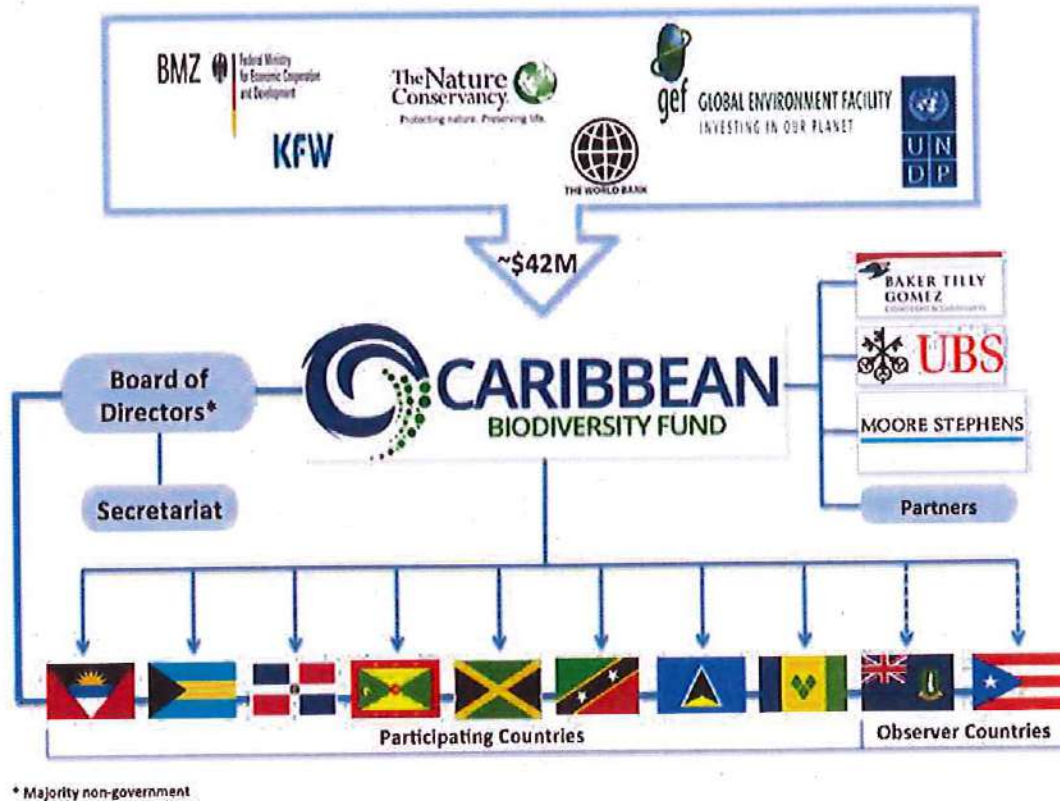 BMZ
Federal Ministry
for Economic Cooperation
and Development
KFW
The Nature
Conservancy
Protecting nature. Preserving life.
THE WORLD BANK
gef
GLOBAL ENVIRONMENT FACILITY
INVESTING IN OUR PLANET
U N
D P
~$42M
BAKER TILLY
GOMEZ
UBS
MOORE STEPHENS
Partners
Board of
Directors*
Secretariat
CARIBBEAN
BIODIVERSITY FUND
Participating Countries
Observer Countries
* Majority non-government